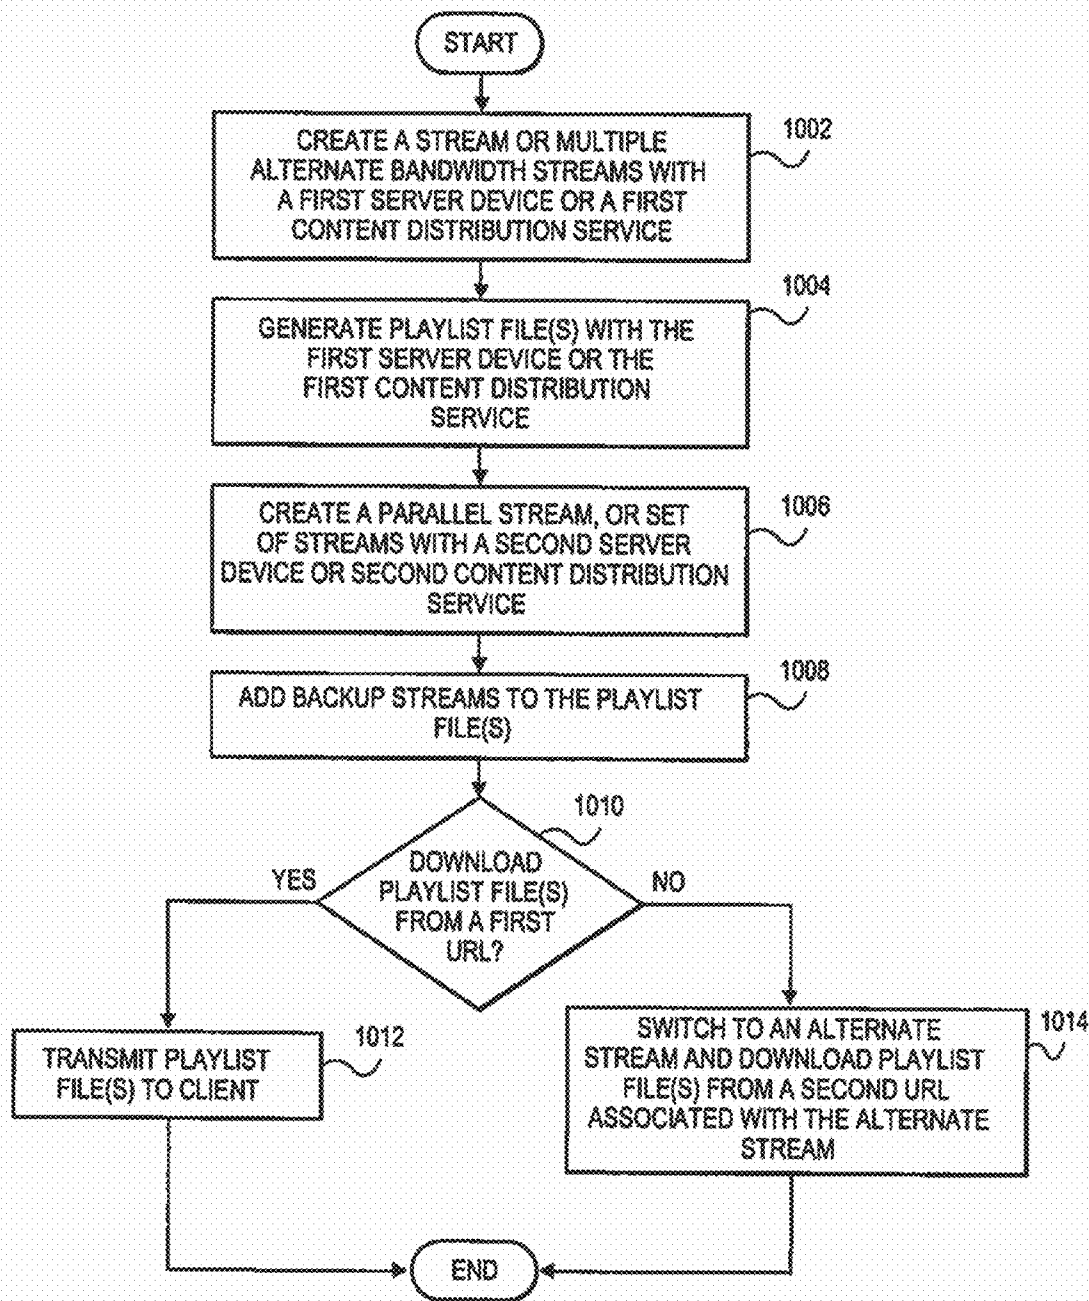 START
CREATE A STREAM OR MULTIPLE
ALTERNATE BANDWIDTH STREAMS WITH
A FIRST SERVER DEVICE OR A FIRST
CONTENT DISTRIBUTION SERVICE
1002
GENERATE PLAYLIST FILE(S) WITH THE
FIRST SERVER DEVICE OR THE
FIRST CONTENT DISTRIBUTION
SERVICE
1004
CREATE A PARALLEL STREAM, OR SET
OF STREAMS WITH A SECOND SERVER
DEVICE OR SECOND CONTENT DISTRIBUTION
SERVICE
1006
ADD BACKUP STREAMS TO THE PLAYLIST
FILE(S)
1008
DOWNLOAD
PLAYLIST FILE(S)
FROM A FIRST
URL?
1010
YES
NO
TRANSMIT PLAYLIST
FILE(S) TO CLIENT
1012
SWITCH TO AN ALTERNATE
STREAM AND DOWNLOAD PLAYLIST
FILE(S) FROM A SECOND URL
ASSOCIATED WITH THE ALTERNATE
STREAM
1014
END